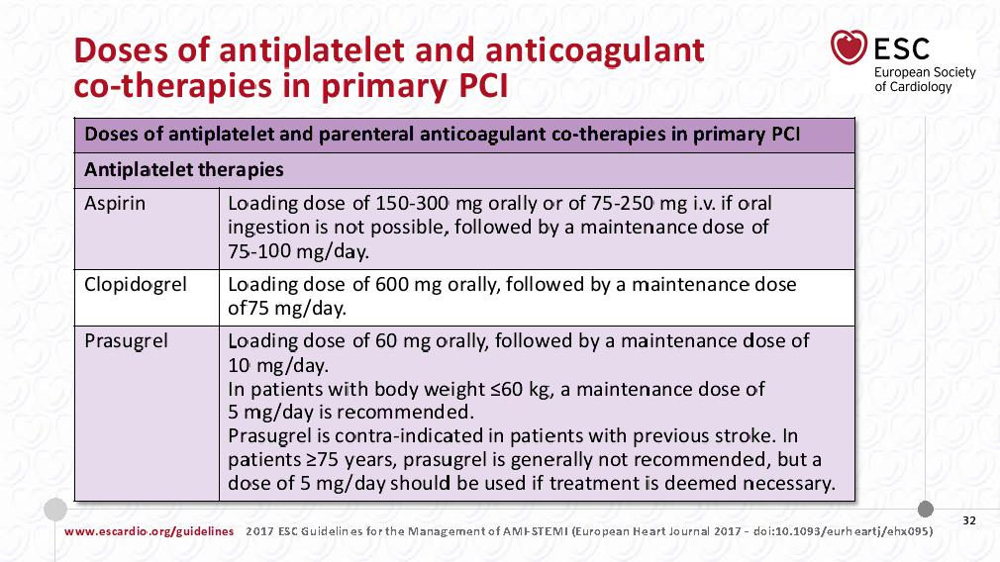 Doses of antiplatelet and anticoagulant
co-therapies in primary PCI
ESC
European Society
of Cardiology
Doses of antiplatelet and parenteral anticoagulant co-therapies in primary PCI
Antiplatelet therapies
Aspirin
Loading dose of 150-300 mg orally or of 75-250 mg i.v. if oral
ingestion is not possible, followed by a maintenance dose of
75-100 mg/day.
Clopidogrel
Loading dose of 600 mg orally, followed by a maintenance dose
of75 mg/day.
Prasugrel
Loading dose of 60 mg orally, followed by a maintenance dose of
10 mg/day.
In patients with body weight ≤60 kg, a maintenance dose of
5 mg/day is recommended.
Prasugrel is contra-indicated in patients with previous stroke. In
patients ≥75 years, prasugrel is generally not recommended, but a
dose of 5 mg/day should be used if treatment is deemed necessary.
32
www.escardio.org/guidelines 2017 ESC Guidelines for the Management of AMI-STEMI (European Heart Journal 2017 - doi:10.1093/eurheartj/ehx095)